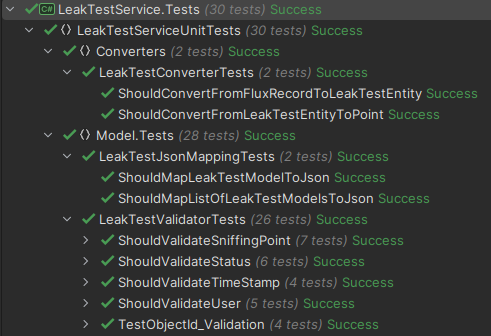 C# LeakTestService.Tests (30 tests) Success
LeakTestServiceUnitTests (30 tests) Success
Converters (2 tests) Success
LeakTestConverterTests (2 tests) Success
ShouldConvertFromFluxRecordToLeakTestEntity Success
ShouldConvertFromLeakTestEntityToPoint Success
Model.Tests (28 tests) Success
LeakTestJsonMappingTests (2 tests) Success
ShouldMapLeakTestModelToJson Success
ShouldMapListOfLeakTestModelsToJson Success
LeakTestValidatorTests (26 tests) Success
ShouldValidateSniffingPoint (7 tests) Success
ShouldValidateStatus (6 tests) Success
ShouldValidateTimeStamp (4 tests) Success
ShouldValidateUser (5 tests) Success
TestObjectId_Validation (4 tests) Success